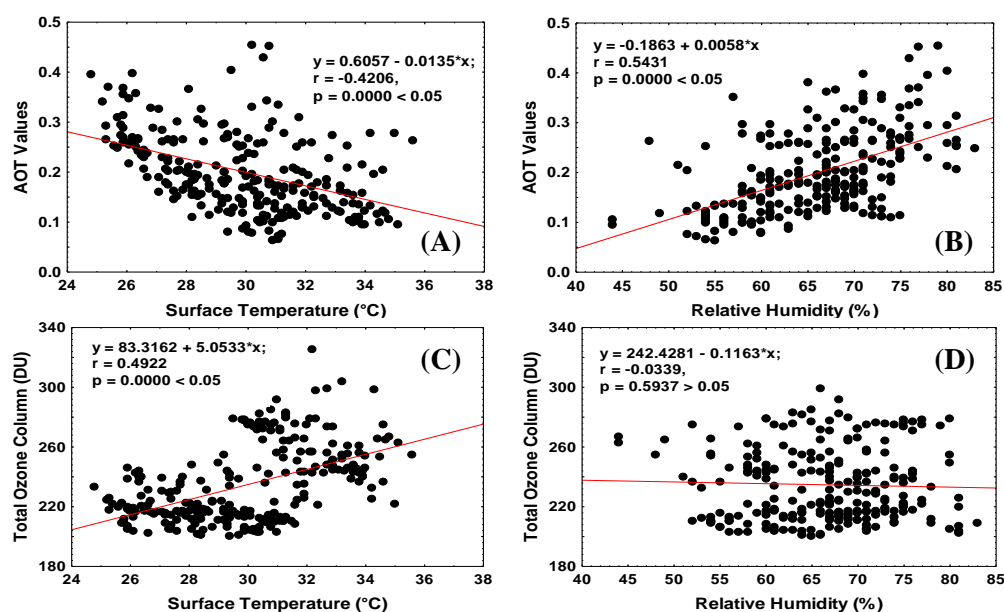 y = 0.6057 - 0.0135*x;
r = -0.4206,
p = 0.0000 < 0.05
AOT Values
0.5
0.4
0.3
0.2
0.1
0.0
(A)
24 26 28 30 32 34 36 38
Surface Temperature (°C)
y = -0.1863 + 0.0058*x
r = 0.5431
p = 0.0000 < 0.05
AOT Values
0.5
0.4
0.3
0.2
0.1
0.0
(B)
40 45 50 55 60 65 70 75 80 85
Relative Humidity (%)
y = 83.3162 + 5.0533*x;
r = 0.4922
p = 0.0000 < 0.05
(C)
Total Ozone Column (DU)
340
300
260
220
180
24 26 28 30 32 34 36 38
Surface Temperature (°C)
y = 242.4281 - 0.1163*x;
r = -0.0339,
p = 0.5937 > 0.05
(D)
Total Ozone Column (DU)
340
300
260
220
180
40 45 50 55 60 65 70 75 80 85
Relative Humidity (%)